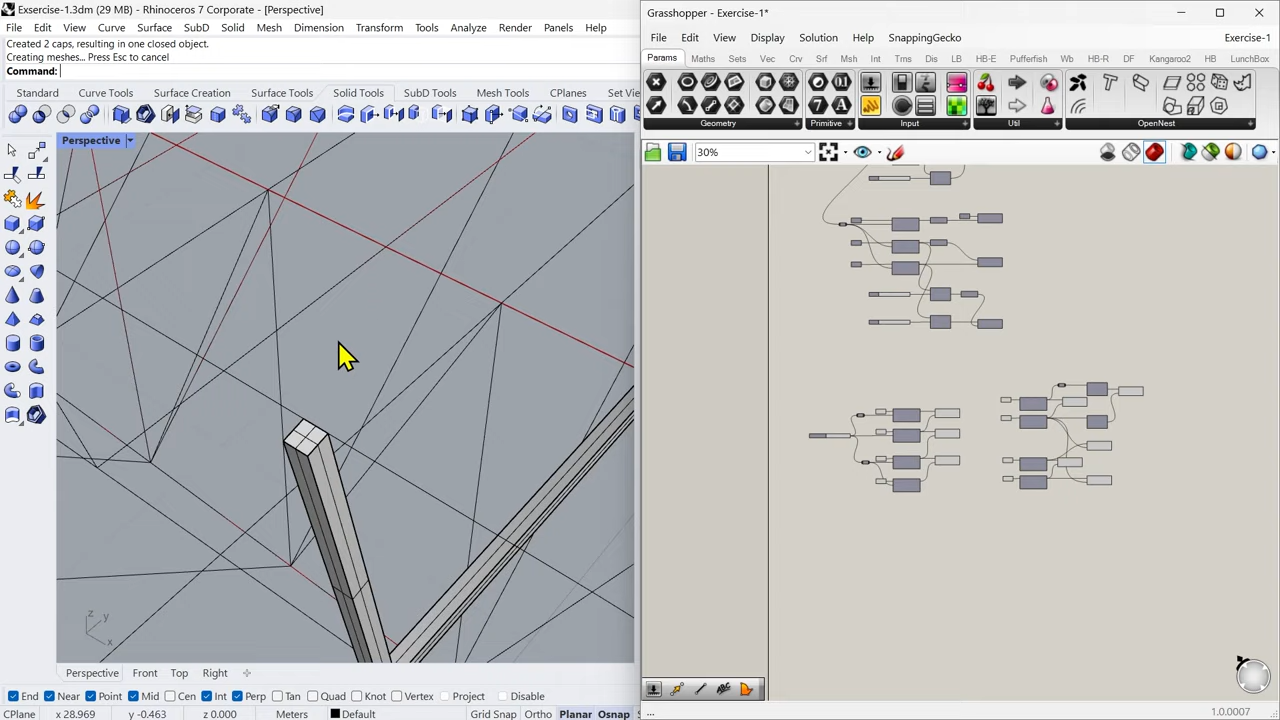 Exsercise-1.3dm (29 MB) - Rhinoceros 7 Corporate - [Perspective]
File Edit View Curve Surface SubD Solid Mesh Dimension Transform Tools Analyze Render Panels Help
Created 2 caps, resulting in one closed object.
Creating meshes... Press Esc to cancel
Command:
Standard Curve Tools Surface Creation Surface Tools Solid Tools SubD Tools Mesh Tools CPlanes Set Vie
Perspective
z y
x
Perspective Front Top Right
End Near Point Mid Cen Int Perp Tan Quad Knot Vertex Project Disable
CPlane x 28.969 y -0.463 z 0.000 Meters Default Grid Snap Ortho Planar Osnap
Grasshopper - Exercise-1*
File Edit View Display Solution Help SnappingGecko Exercise-1
Params Maths Sets Vec Crv Srf Msh Int Trns Dis LB HB-E Pufferfish Wb HB-R DF Kangaroo2 HB LunchBox
Geometry Primitive Input Util OpenNest
30%
...
1.0.0007